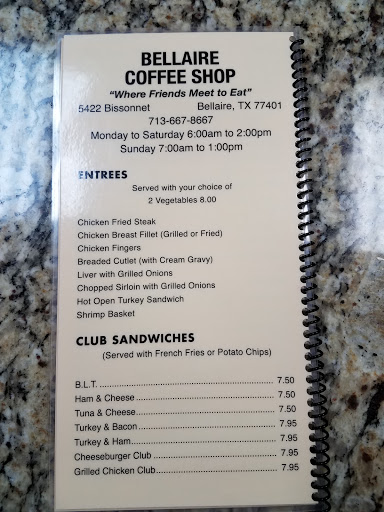 BELLAIRE
COFFEE SHOP
"Where Friends Meet to Eat"
5422 Bissonnet Bellaire, TX 77401
713-667-8667
Monday to Saturday 6:00am to 2:00pm
Sunday 7:00am to 1:00pm
ENTREES
Served with your choice of
2 Vegetables 8.00
Chicken Fried Steak
Chicken Breast Fillet (Grilled or Fried)
Chicken Fingers
Breaded Cutlet (with Cream Gravy)
Liver with Grilled Onions
Chopped Sirloin with Grilled Onions
Hot Open Turkey Sandwich
Shrimp Basket
CLUB SANDWICHES
(Served with French Fries or Potato Chips)
B.L.T. 7.50
Ham & Cheese 7.50
Tuna & Cheese 7.50
Turkey & Bacon 7.95
Turkey & Ham 7.95
Cheeseburger Club 7.95
Grilled Chicken Club 7.95